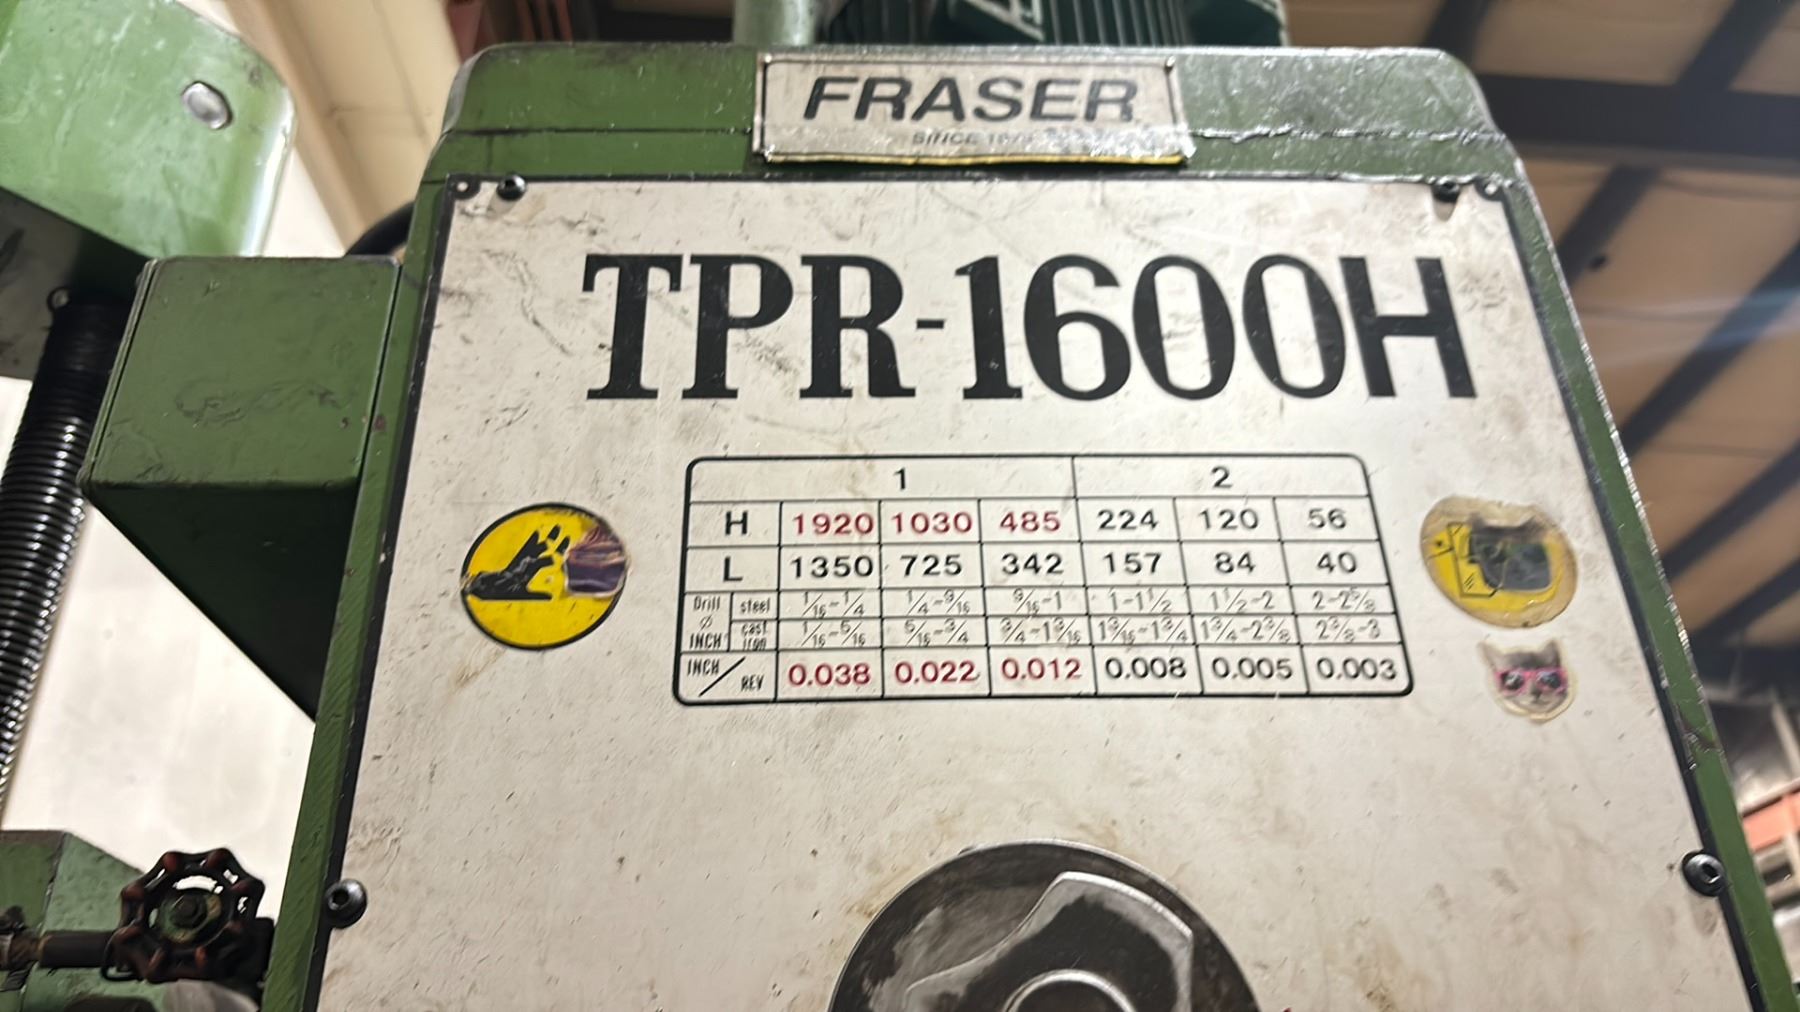 FRASER
SINCE
TPR-1600H
1 2
H 1920 1030 485 224 120 56
L 1350 725 342 157 84 40
Drill ø INCH steel 1/16-1/4 1/4-9/16 9/16-1 1-1 1/2 1 1/2-2 2-2 5/8
cast iron 1/16-5/16 5/16-3/4 3/4-1 3/16 1 3/16-1 3/4 1 3/4-2 3/8 2 3/8-3
INCH/REV 0.038 0.022 0.012 0.008 0.005 0.003